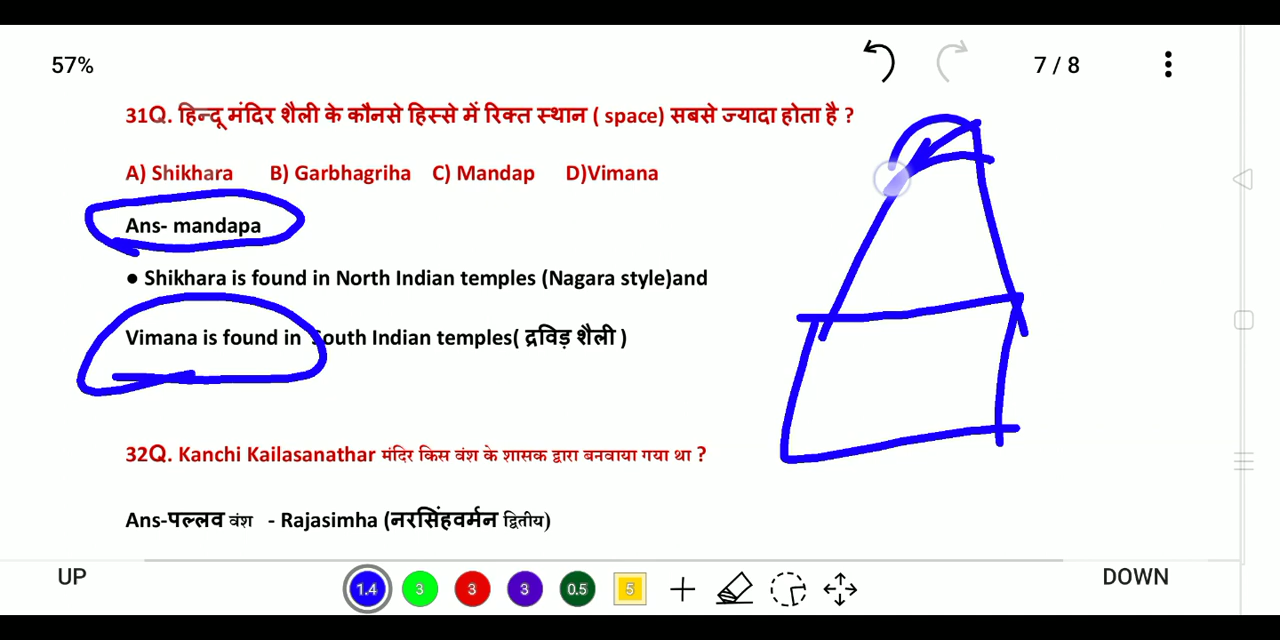 57%
7 / 8
31Q. हिन्दू मंदिर शैली के कौनसे हिस्से में रिक्त स्थान ( space) सबसे ज्यादा होता है ?
A) Shikhara B) Garbhagriha C) Mandap D)Vimana
Ans- mandapa
● Shikhara is found in North Indian temples (Nagara style)and
Vimana is found in South Indian temples( द्रविड़ शैली )
32Q. Kanchi Kailasanathar मंदिर किस वंश के शासक द्वारा बनवाया गया था ?
Ans-पल्लव वंश - Rajasimha (नरसिंहवर्मन द्वितीय)
UP
DOWN
1.4 3 3 3 0.5 5